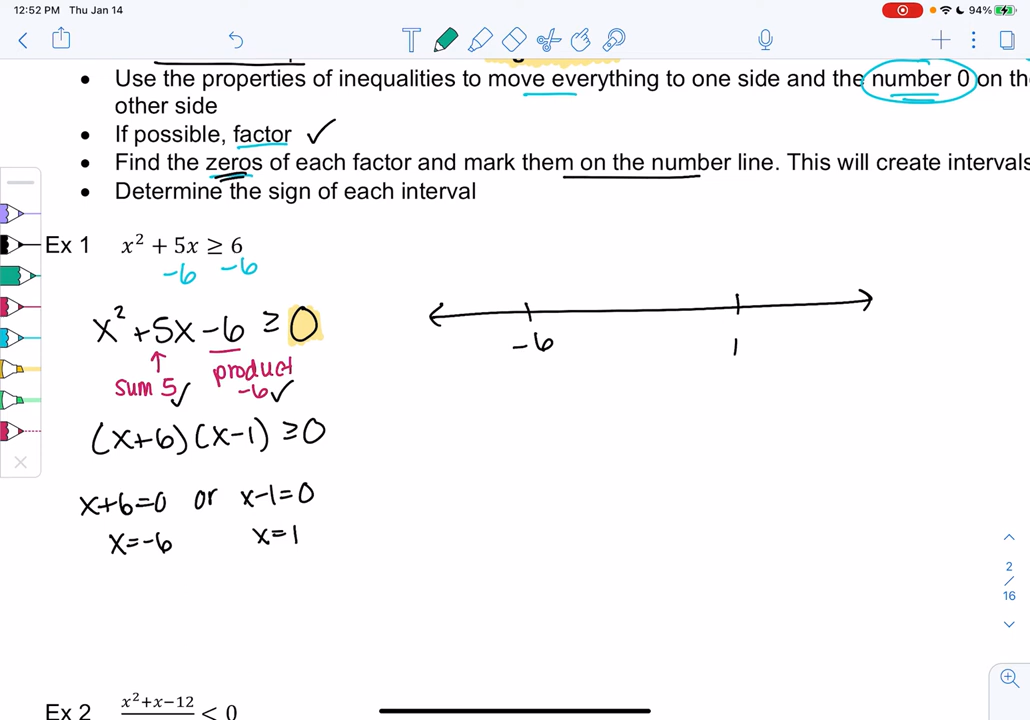 12:52 PM Thu Jan 14
94%
• Use the properties of inequalities to move everything to one side and the number 0 on the
other side
• If possible, factor ✓
• Find the zeros of each factor and mark them on the number line. This will create intervals
• Determine the sign of each interval
Ex 1 x² + 5x ≥ 6
-6 -6
x² +5x -6 ≥ 0
-6 1
↑ product
sum 5 ✓ -6 ✓
(x+6)(x-1) ≥0
x+6=0 or x-1=0
x=-6 x=1
2
/
16
Ex 2 x²+x−12 < 0